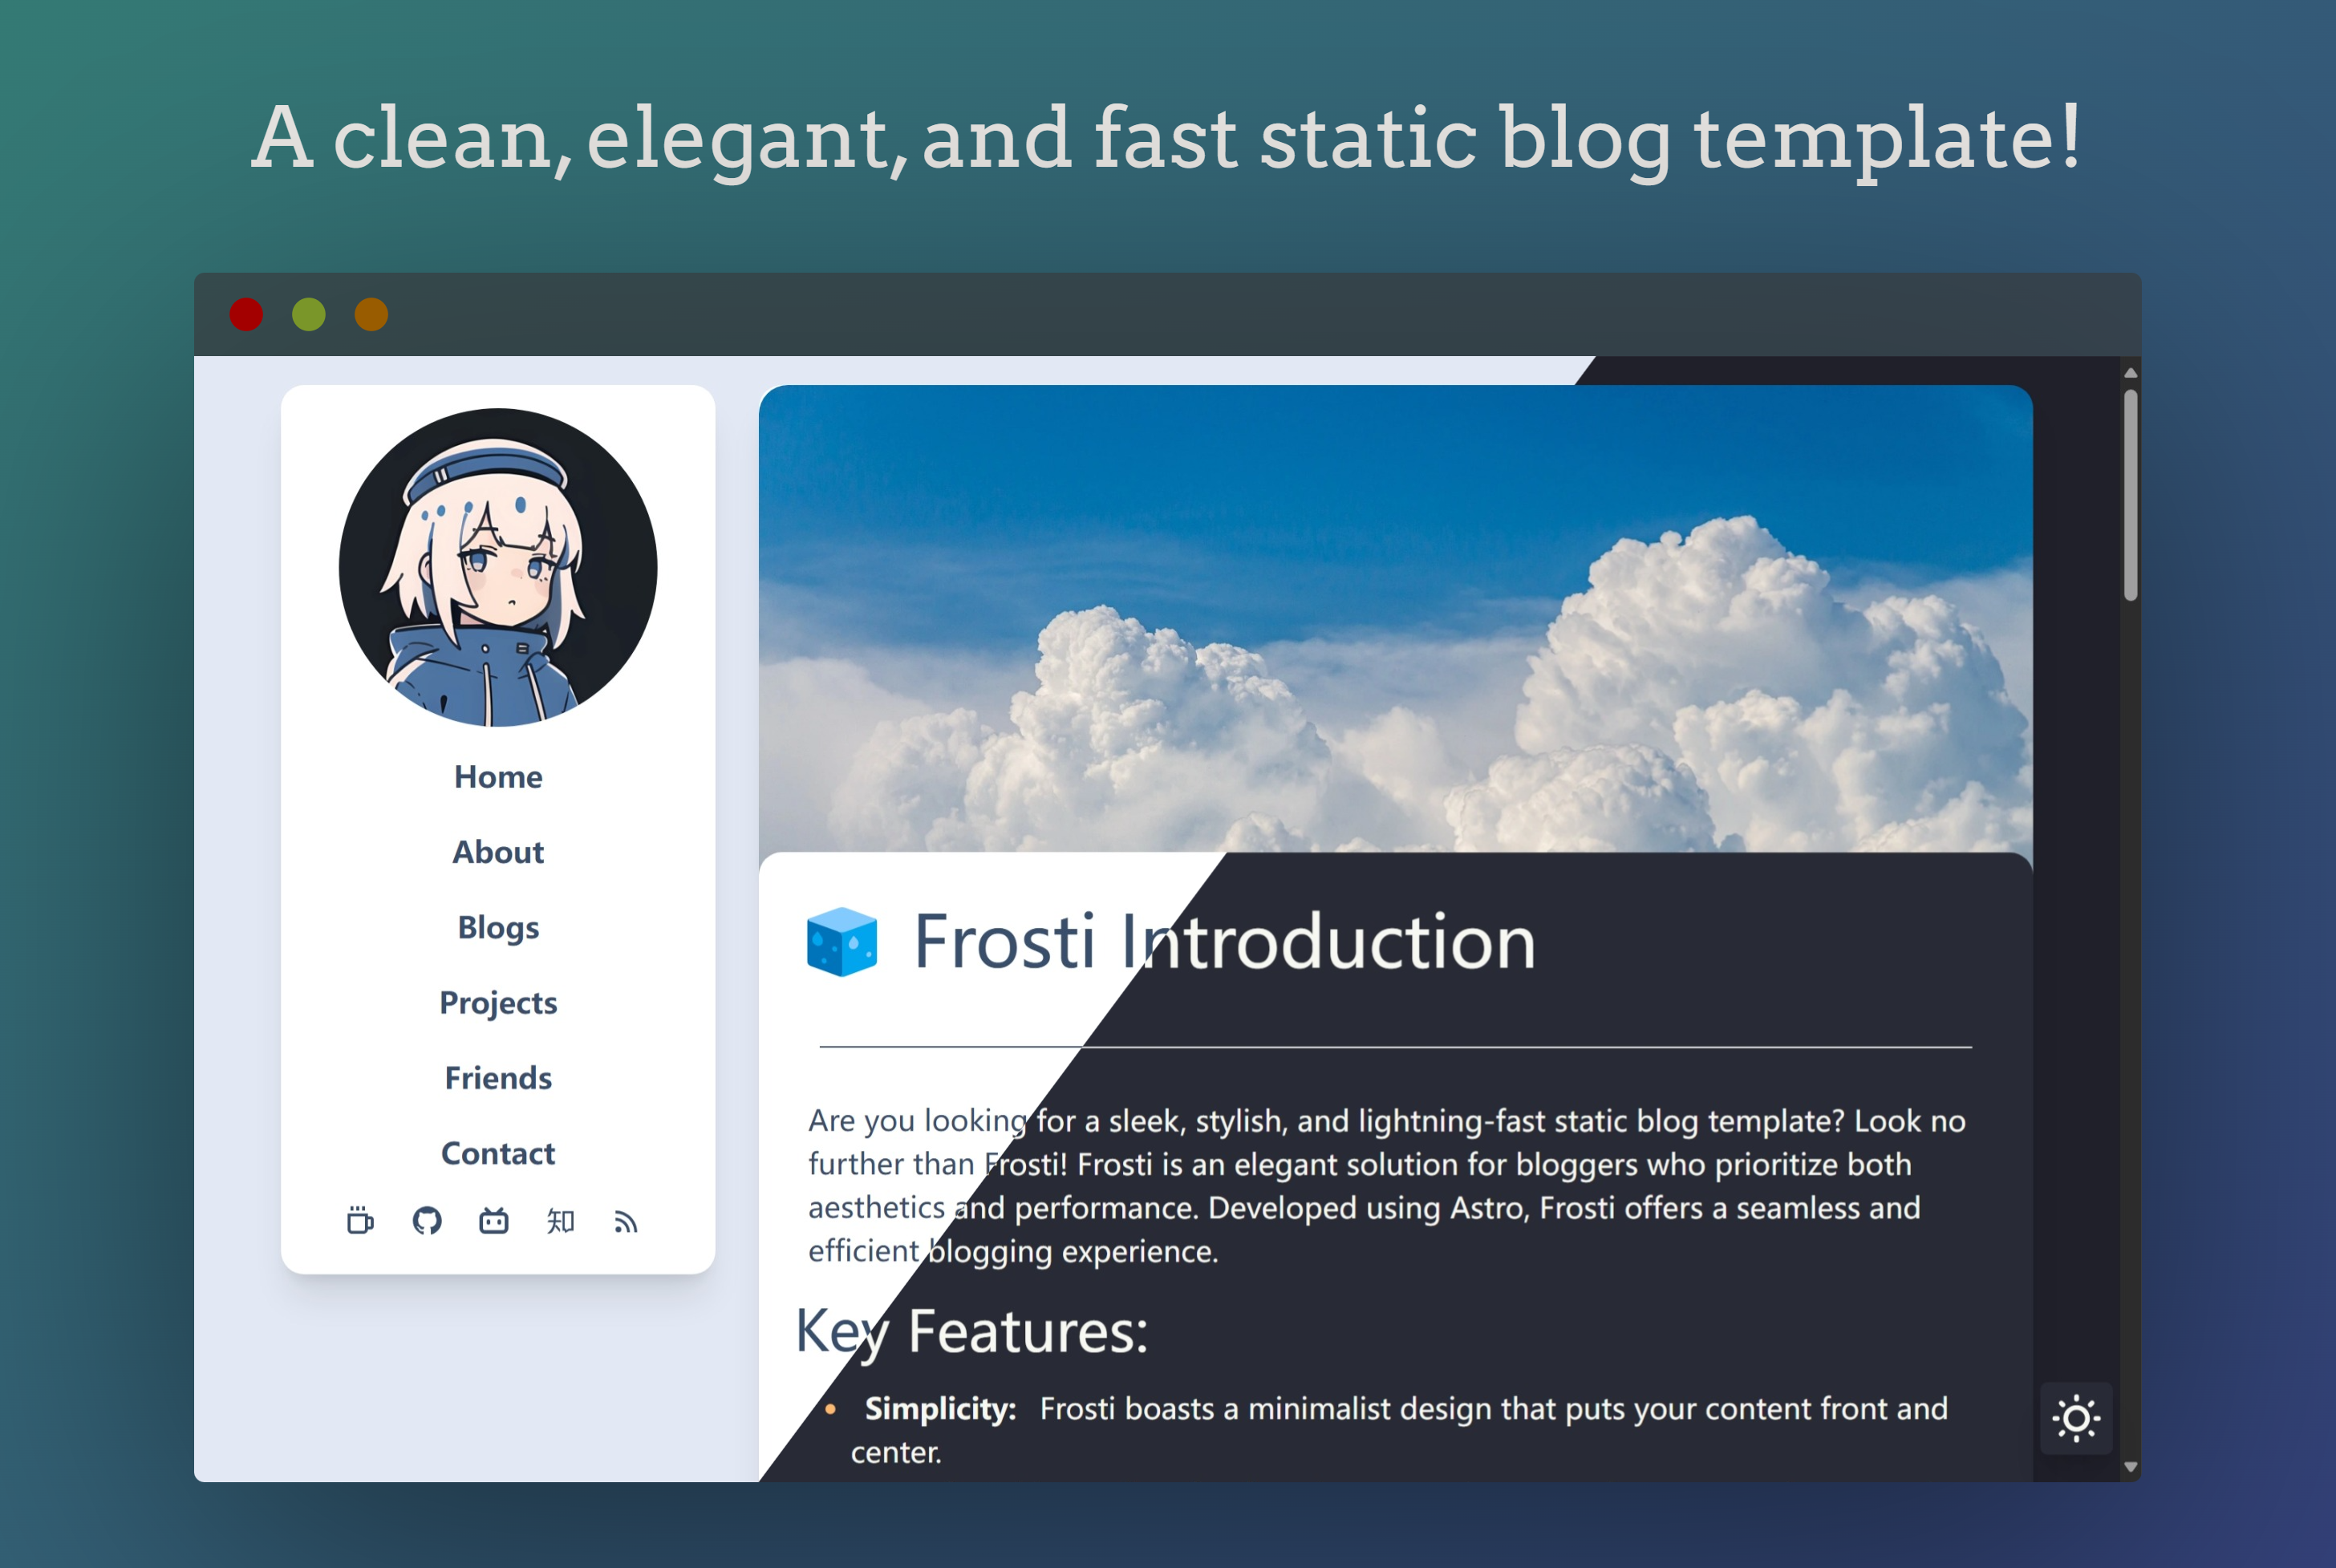 A clean, elegant, and fast static blog template!
Home
About
Blogs
Projects
Friends
Contact
知
Frosti Introduction
Are you looking for a sleek, stylish, and lightning-fast static blog template? Look no
further than Frosti! Frosti is an elegant solution for bloggers who prioritize both
aesthetics and performance. Developed using Astro, Frosti offers a seamless and
efficient blogging experience.
Key Features:
Simplicity: Frosti boasts a minimalist design that puts your content front and
center.